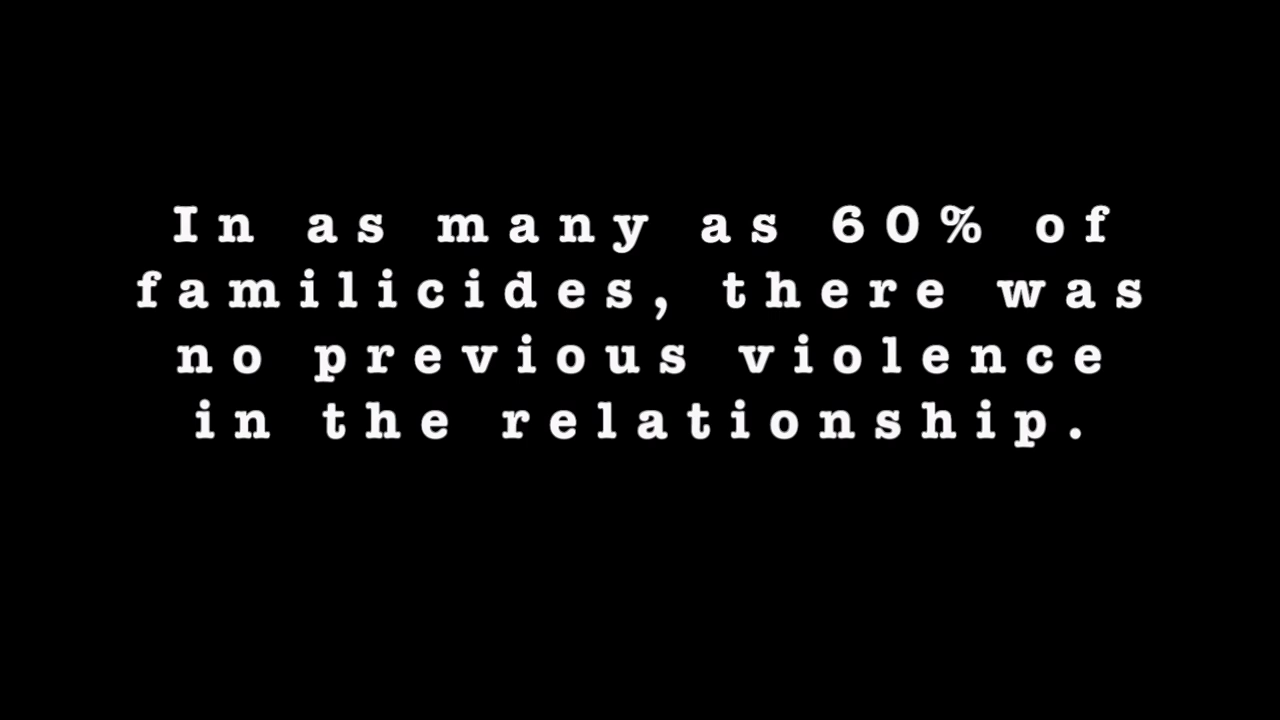 In as many as 60% of
familicides, there was
no previous violence
in the relationship.